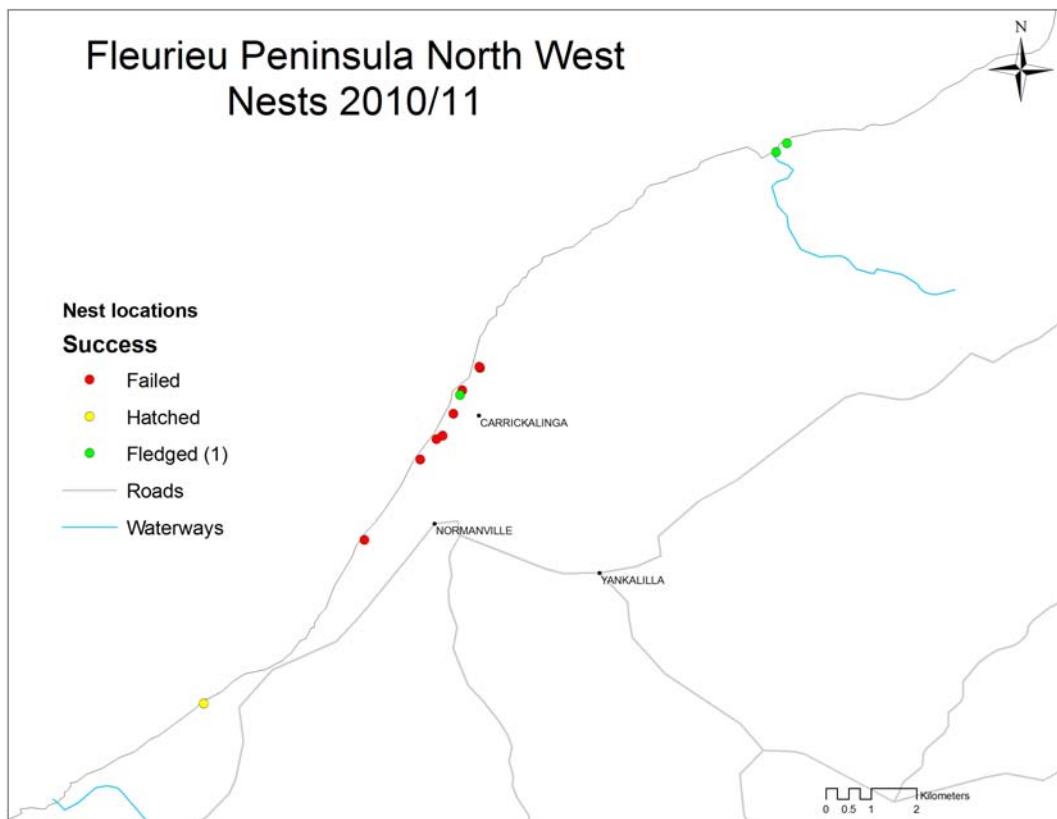 Fleurieu Peninsula North West
Nests 2010/11
N
Nest locations
Success
Failed
Hatched
Fledged (1)
Roads
Waterways
CARRICKALINGA
NORMANVILLE
YANKALILLA
Kilometers
0 0.5 1 2